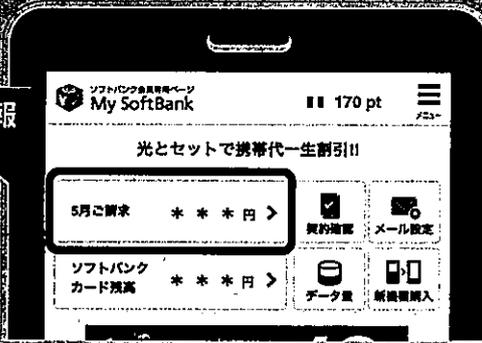 報
ソフトバンク会員専用ページ
My SoftBank
170 pt
メニュー
光とセットで携帯代一生割引!!
5月ご請求
* * * 円 >
契約確認
メール設定
ソフトバンク
カード残高
* * * 円 >
データ量
新機種購入